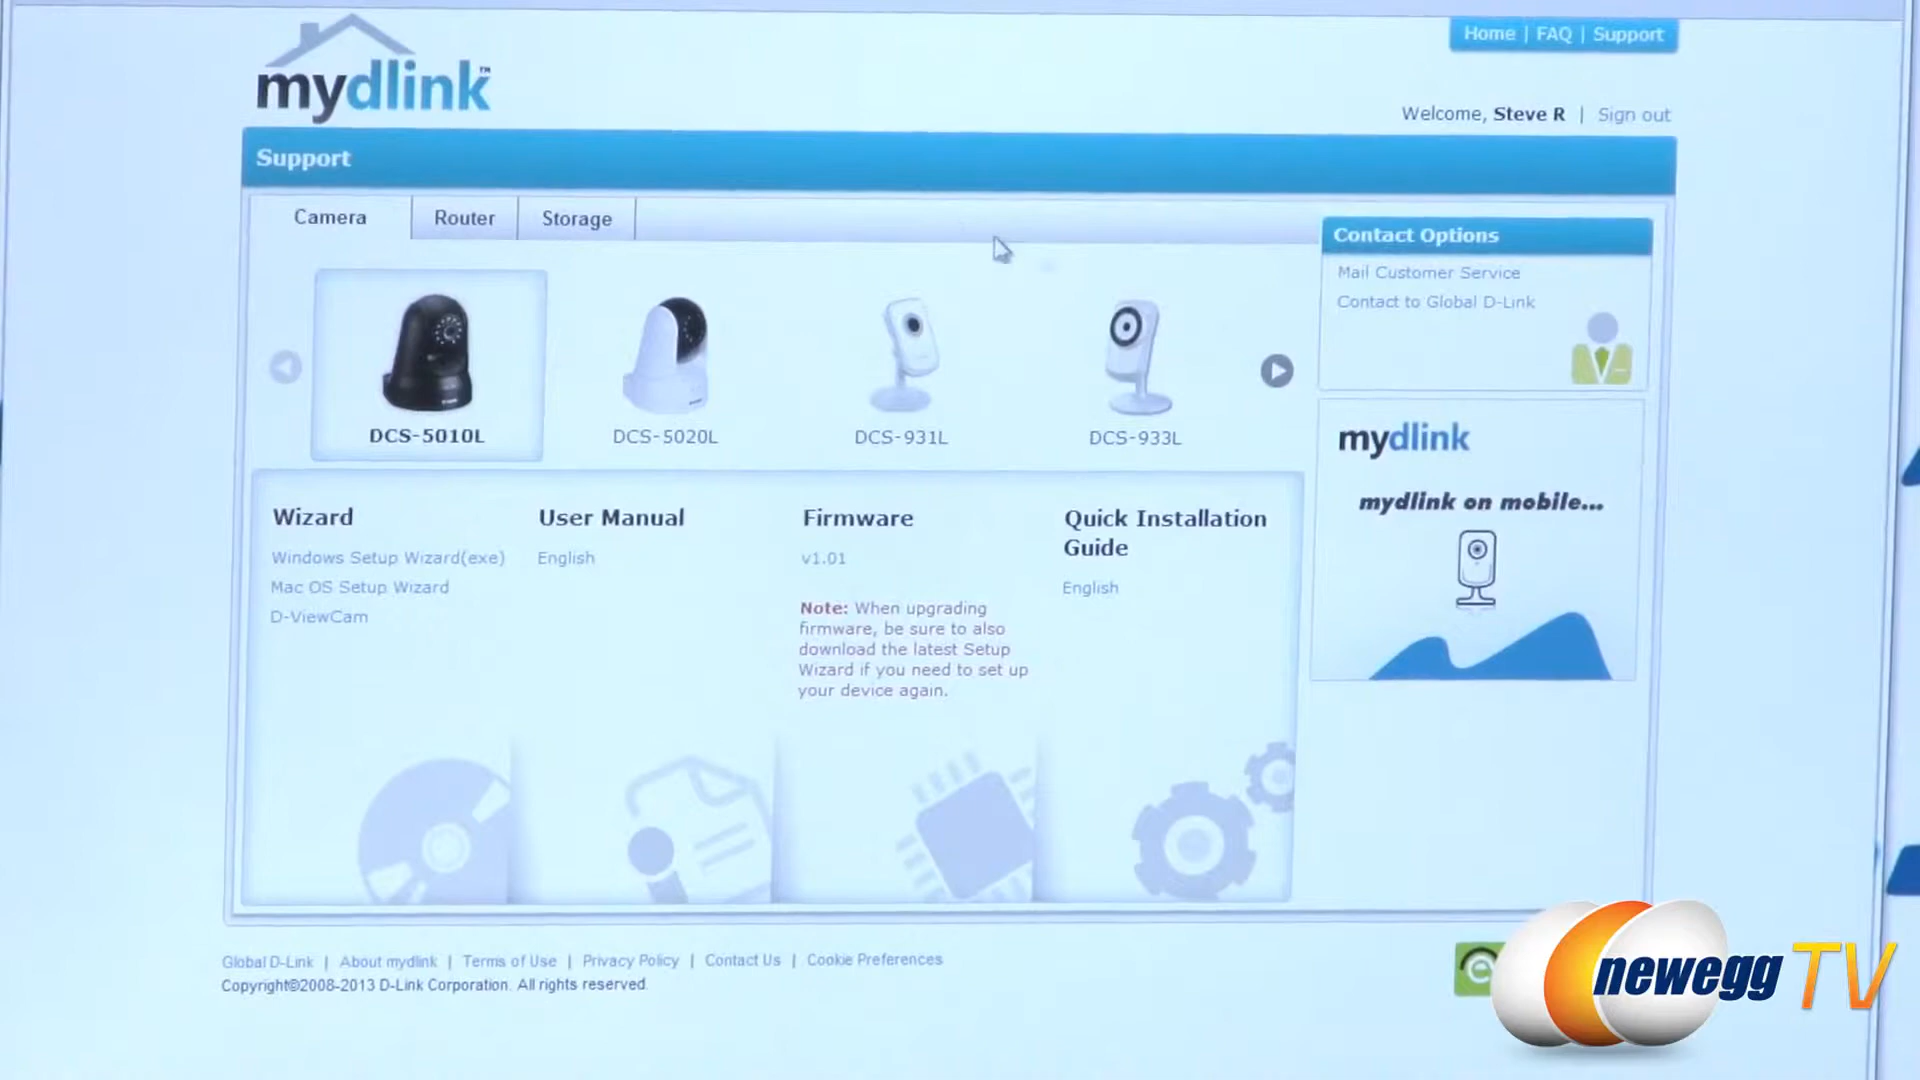 mydlink™
Home | FAQ | Support
Welcome, Steve R | Sign out
Support
Camera
Router
Storage
Contact Options
Mail Customer Service
Contact to Global D-Link
DCS-5010L
DCS-5020L
DCS-931L
DCS-933L
mydlink
mydlink on mobile...
Wizard
Windows Setup Wizard(exe)
Mac OS Setup Wizard
D-ViewCam
User Manual
English
Firmware
v1.01
Note: When upgrading
firmware, be sure to also
download the latest Setup
Wizard if you need to set up
your device again.
Quick Installation
Guide
English
Global D-Link | About mydlink | Terms of Use | Privacy Policy | Contact Us | Cookie Preferences
Copyright©2008-2013 D-Link Corporation. All rights reserved.
newegg TV